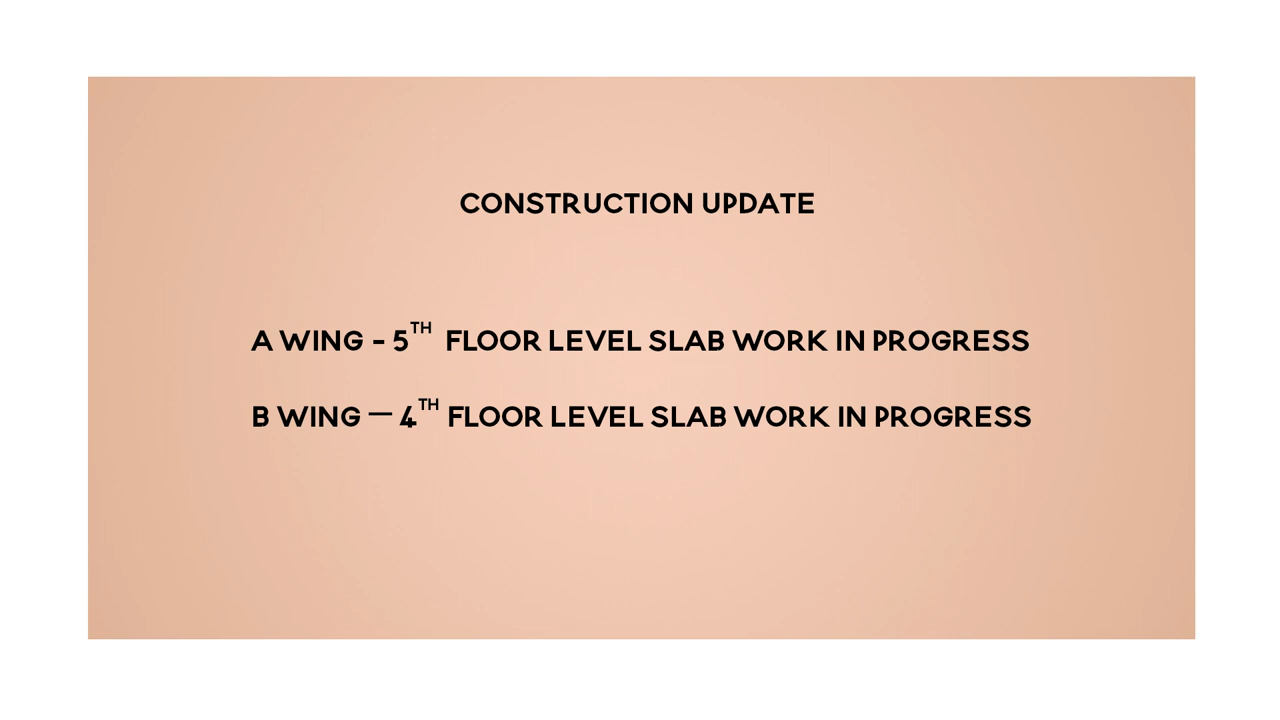 CONSTRUCTION UPDATE
A WING - 5TH FLOOR LEVEL SLAB WORK IN PROGRESS
B WING — 4TH FLOOR LEVEL SLAB WORK IN PROGRESS